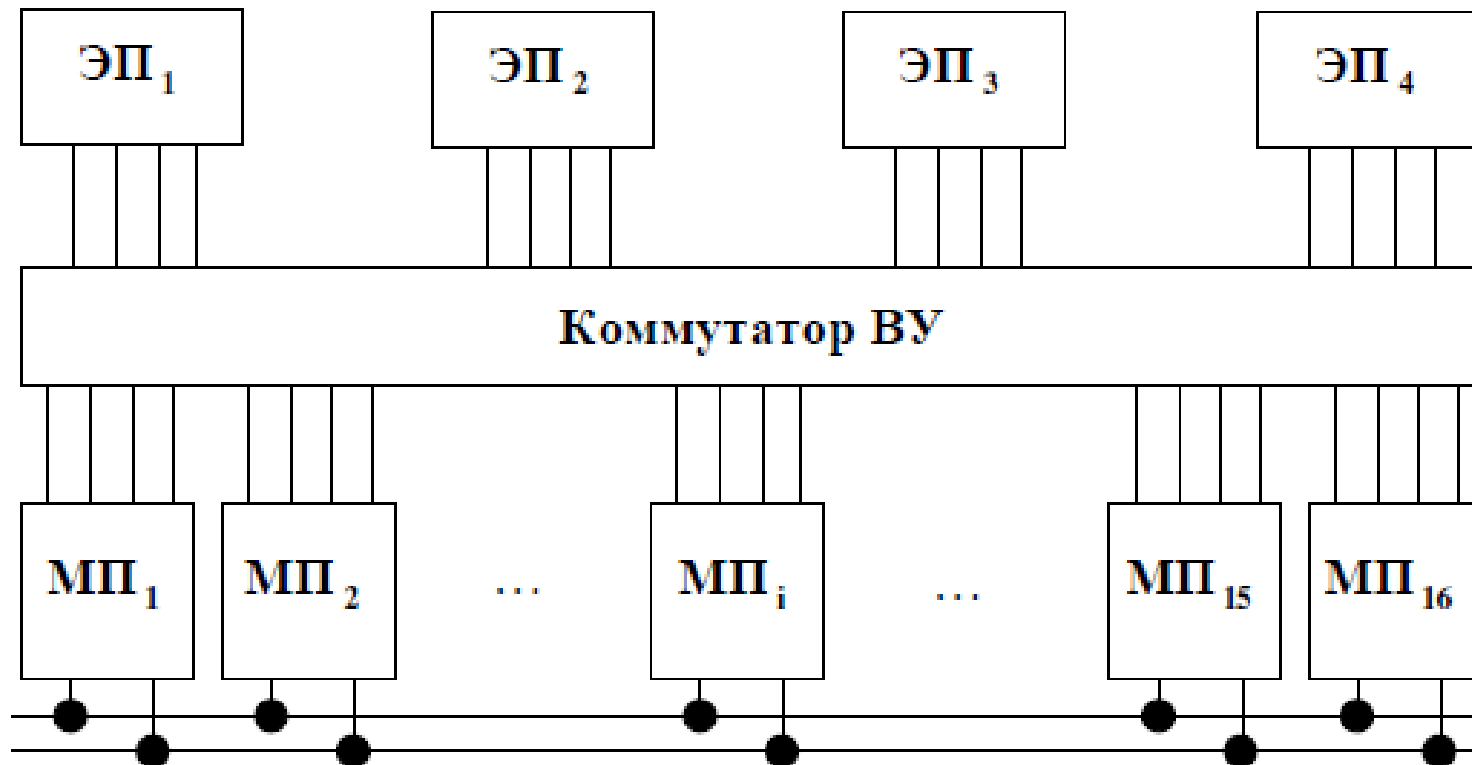 ЭП 1 ЭП 2 ЭП 3 ЭП 4
Коммутатор ВУ
МП 1 МП 2 ... МП i ... МП 15 МП 16